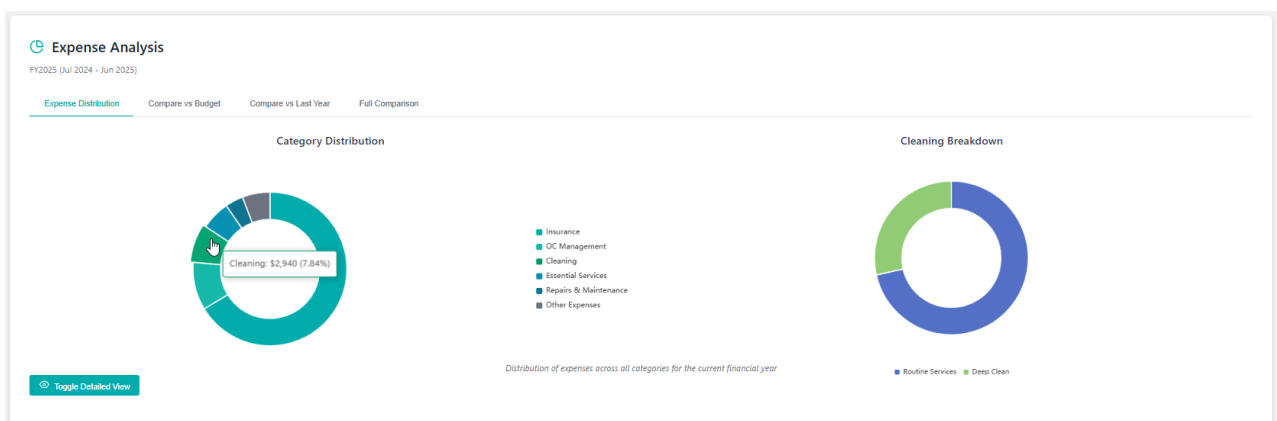 Expense Analysis
FY2025 (Jul 2024 - Jun 2025)
Expense Distribution
Compare vs Budget
Compare vs Last Year
Full Comparison
Category Distribution
Cleaning: $2,940 (7.84%)
Insurance
OC Management
Cleaning
Essential Services
Repairs & Maintenance
Other Expenses
Distribution of expenses across all categories for the current financial year
Toggle Detailed View
Cleaning Breakdown
Routine Services
Deep Clean